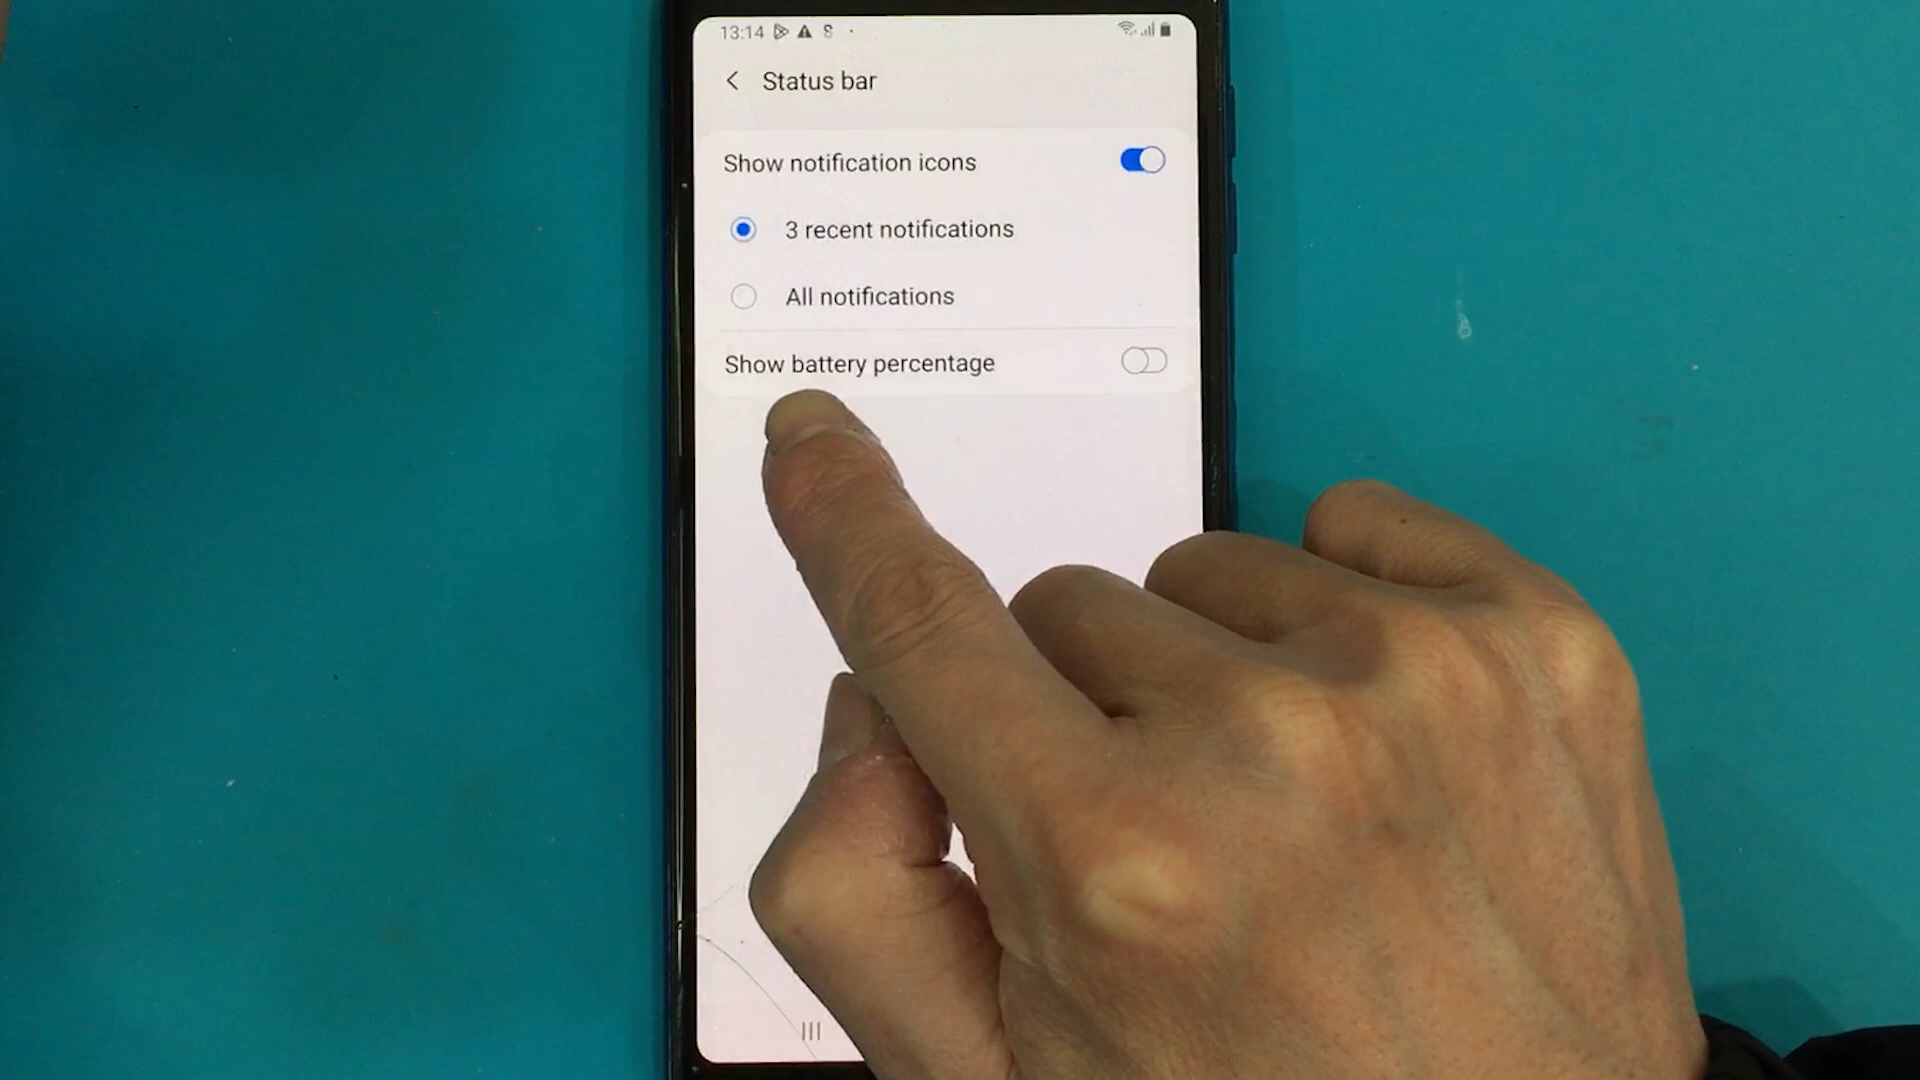 13:14
Status bar
Show notification icons
3 recent notifications
All notifications
Show battery percentage